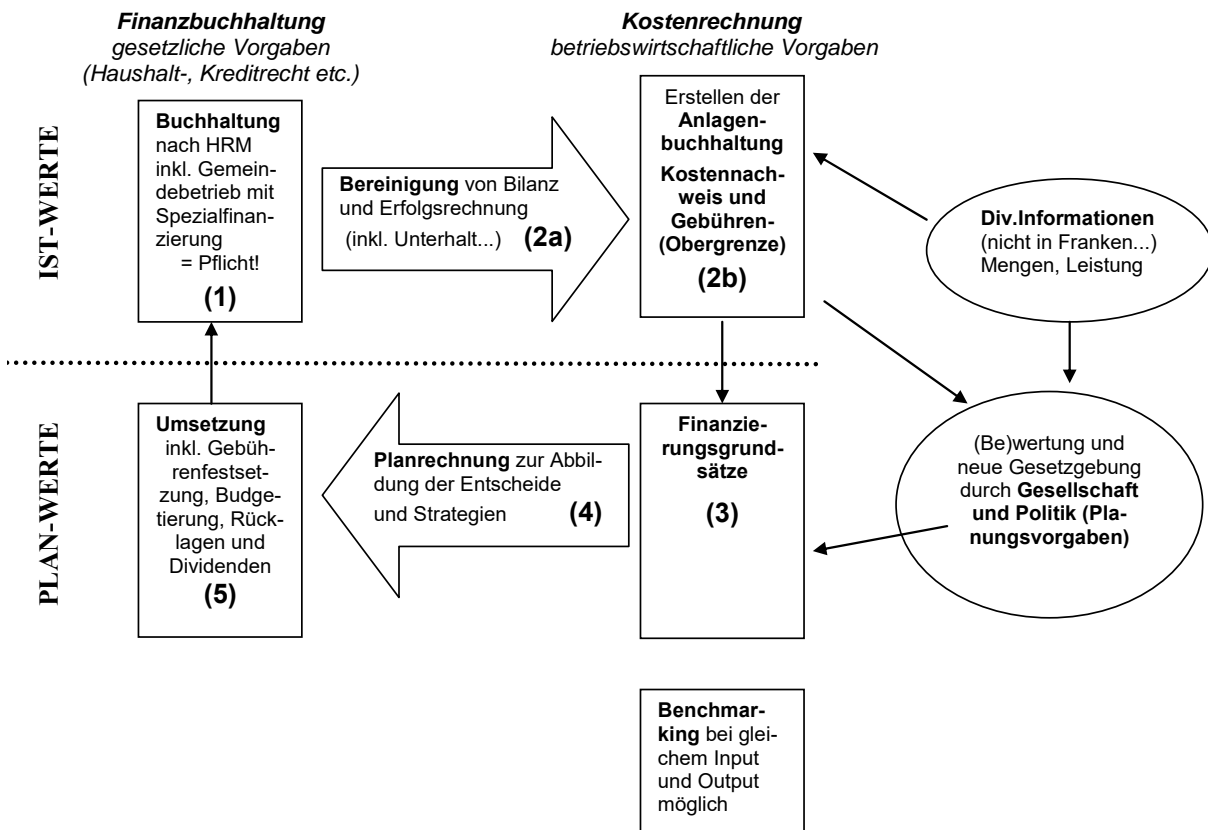 Finanzbuchhaltung
gesetzliche Vorgaben
(Haushalt-, Kreditrecht etc.)
Kostenrechnung
betriebswirtschaftliche Vorgaben
IST-WERTE
Buchhaltung
nach HRM
inkl. Gemein-
debetrieb mit
Spezialfinan-
zierung
= Pflicht!
(1)
Bereinigung von Bilanz
und Erfolgsrechnung
(inkl. Unterhalt...) (2a)
Erstellen der
Anlagen-
buchhaltung
Kostennach-
weis und
Gebühren-
(Obergrenze)
(2b)
Div.Informationen
(nicht in Franken...)
Mengen, Leistung
PLAN-WERTE
Umsetzung
inkl. Gebüh-
renfestset-
zung, Budge-
tierung, Rück-
lagen und
Dividenden
(5)
Planrechnung zur Abbil-
dung der Entscheide
und Strategien (4)
Finanzie-
rungsgrund-
sätze
(3)
(Be)wertung und
neue Gesetzgebung
durch Gesellschaft
und Politik (Pla-
nungsvorgaben)
Benchmar-
king bei glei-
chem Input
und Output
möglich